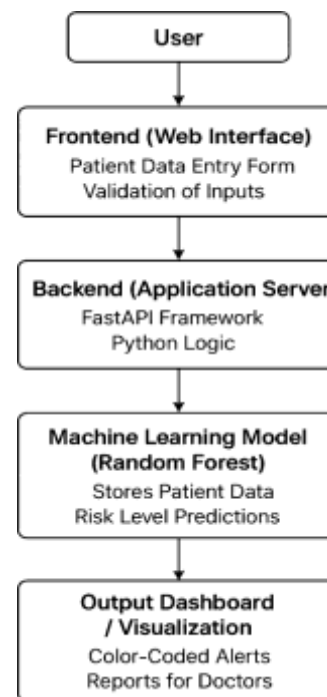 User
Frontend (Web Interface)
Patient Data Entry Form
Validation of Inputs
Backend (Application Server
FastAPI Framework
Python Logic
Machine Learning Model
(Random Forest)
Stores Patient Data
Risk Level Predictions
Output Dashboard
/ Visualization
Color-Coded Alerts
Reports for Doctors